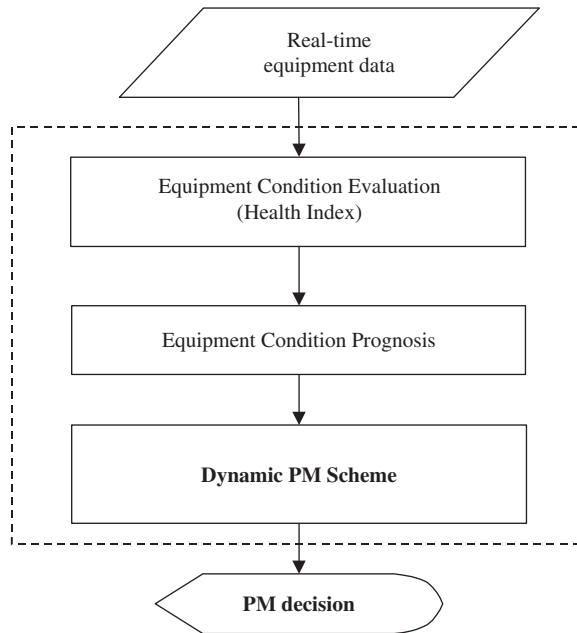 Real-time
equipment data
Equipment Condition Evaluation
(Health Index)
Equipment Condition Prognosis
Dynamic PM Scheme
PM decision